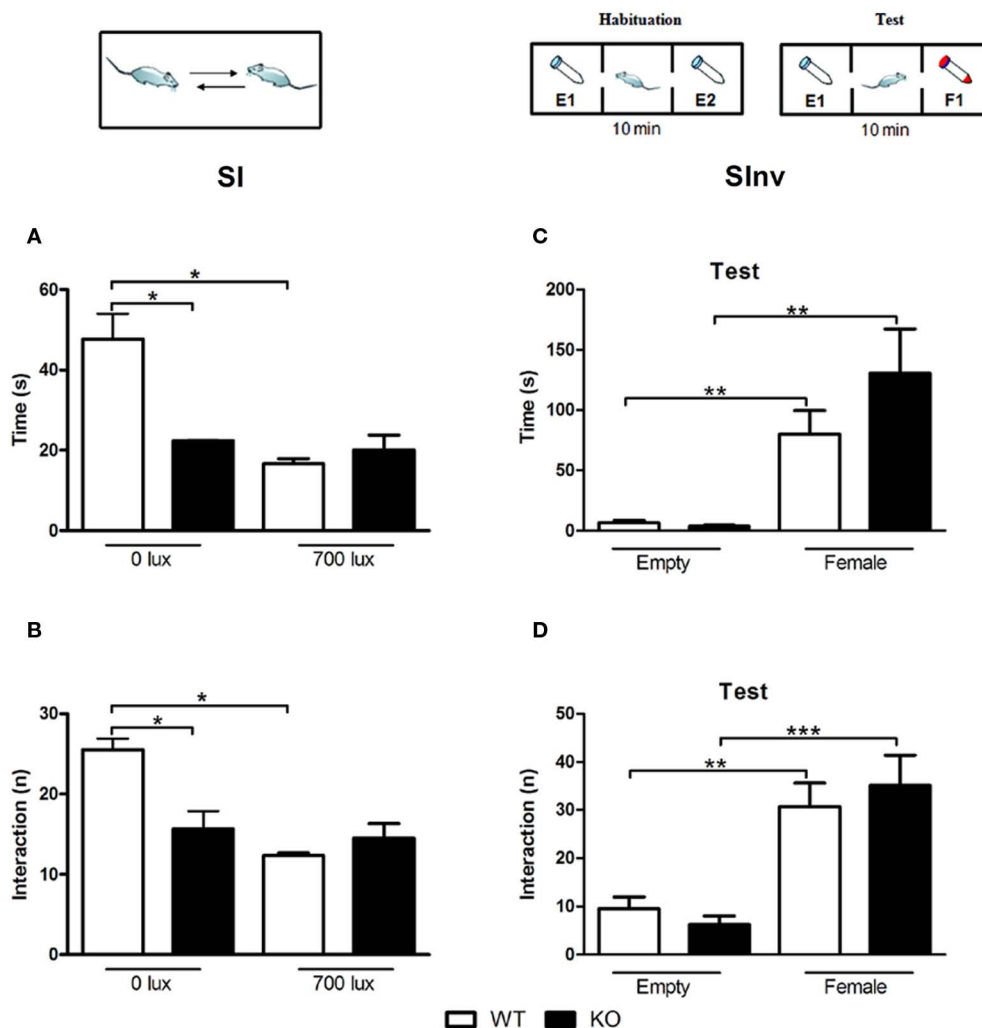 Habituation
Test
E1
E2
E1
F1
10 min
10 min
SI
SInv
A
Time (s)
60
40
20
0
*
*
0 lux
700 lux
C
Test
Time (s)
200
150
100
50
0
**
**
Empty
Female
B
Interaction (n)
30
20
10
0
*
*
0 lux
700 lux
D
Test
Interaction (n)
50
40
30
20
10
0
**
***
Empty
Female
WT
KO